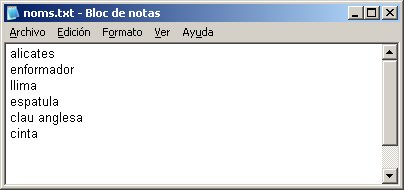 noms.txt - Bloc de notas
Archivo Edición Formato Ver Ayuda
alicates
enformador
llima
espatula
clau anglesa
cinta